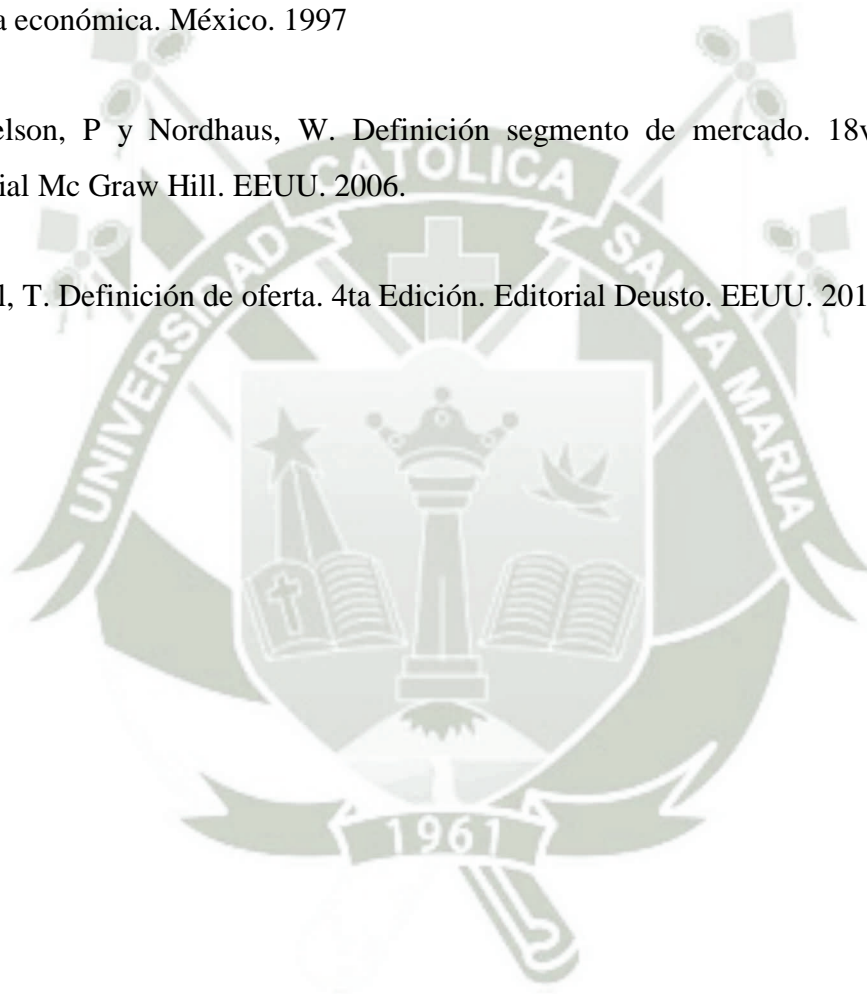 a económica. México. 1997
elson, P y Nordhaus, W. Definición segmento de mercado. 18v
ial Mc Graw Hill. EEUU. 2006.
l, T. Definición de oferta. 4ta Edición. Editorial Deusto. EEUU. 201
UNIVERSIDAD CATOLICA SANTA MARIA
1961